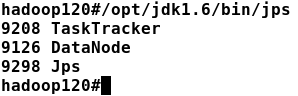 hadoop120#/opt/jdk1.6/bin/jps
9208 TaskTracker
9126 DataNode
9298 Jps
hadoop120#